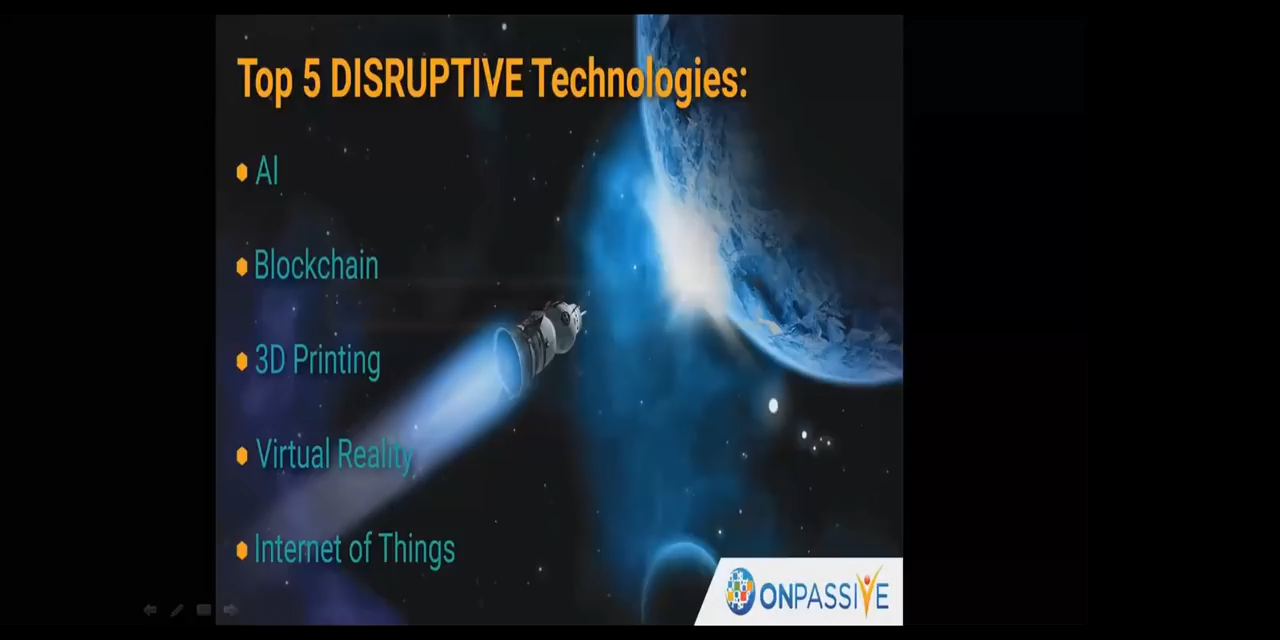 Top 5 DISRUPTIVE Technologies:
AI
Blockchain
3D Printing
Virtual Reality
Internet of Things
ONPASSIVE